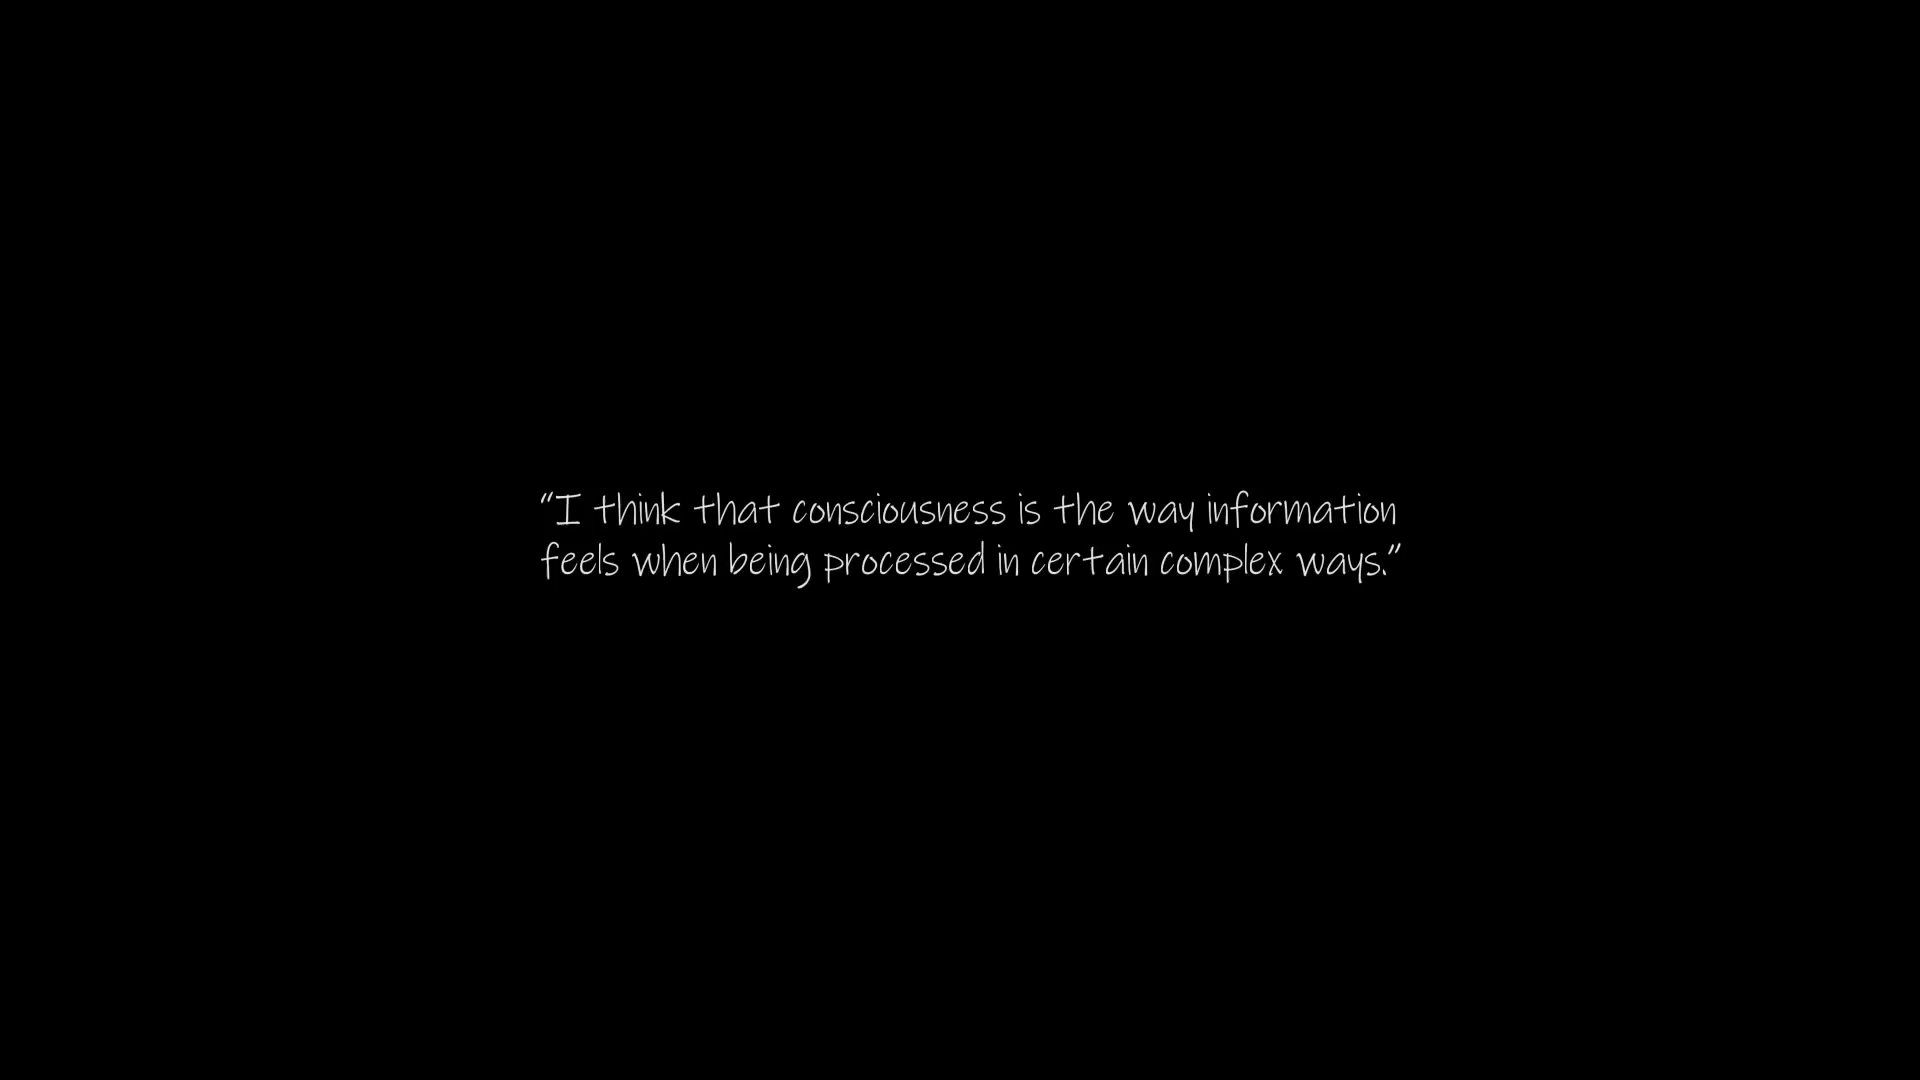 “I think that consciousness is the way information
feels when being processed in certain complex ways.”